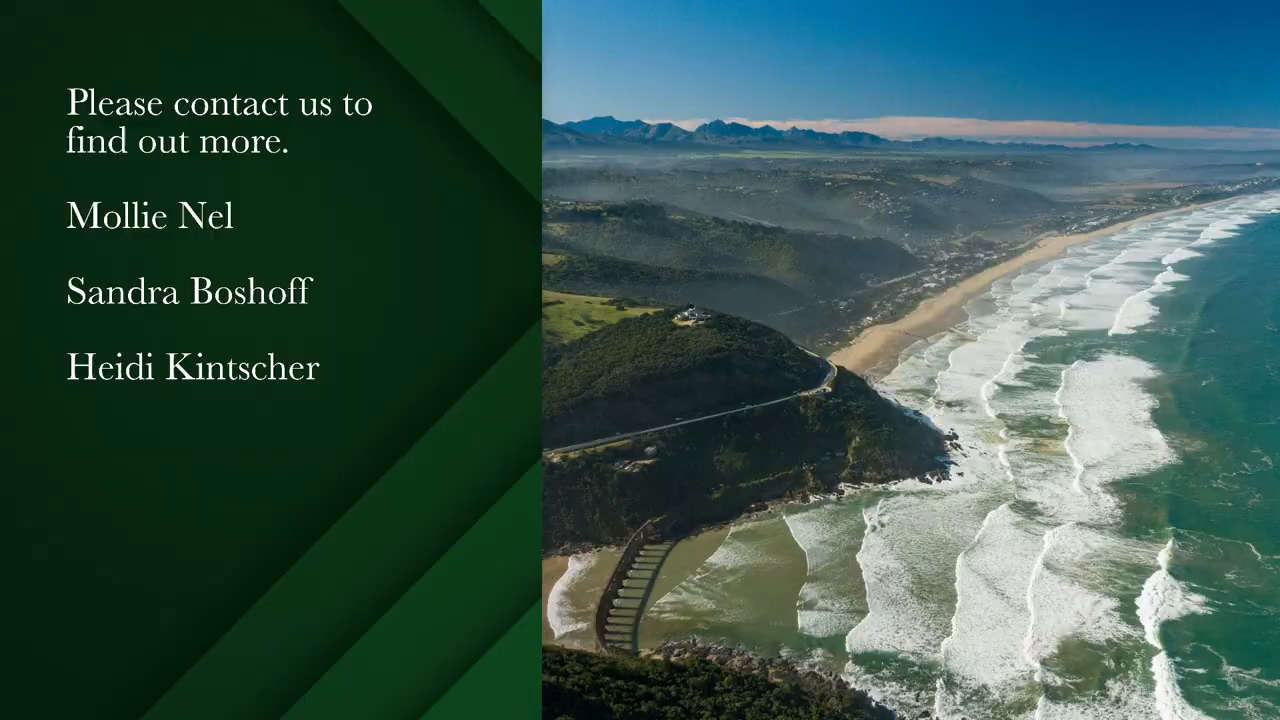 Please contact us to
find out more.
Mollie Nel
Sandra Boshoff
Heidi Kintscher